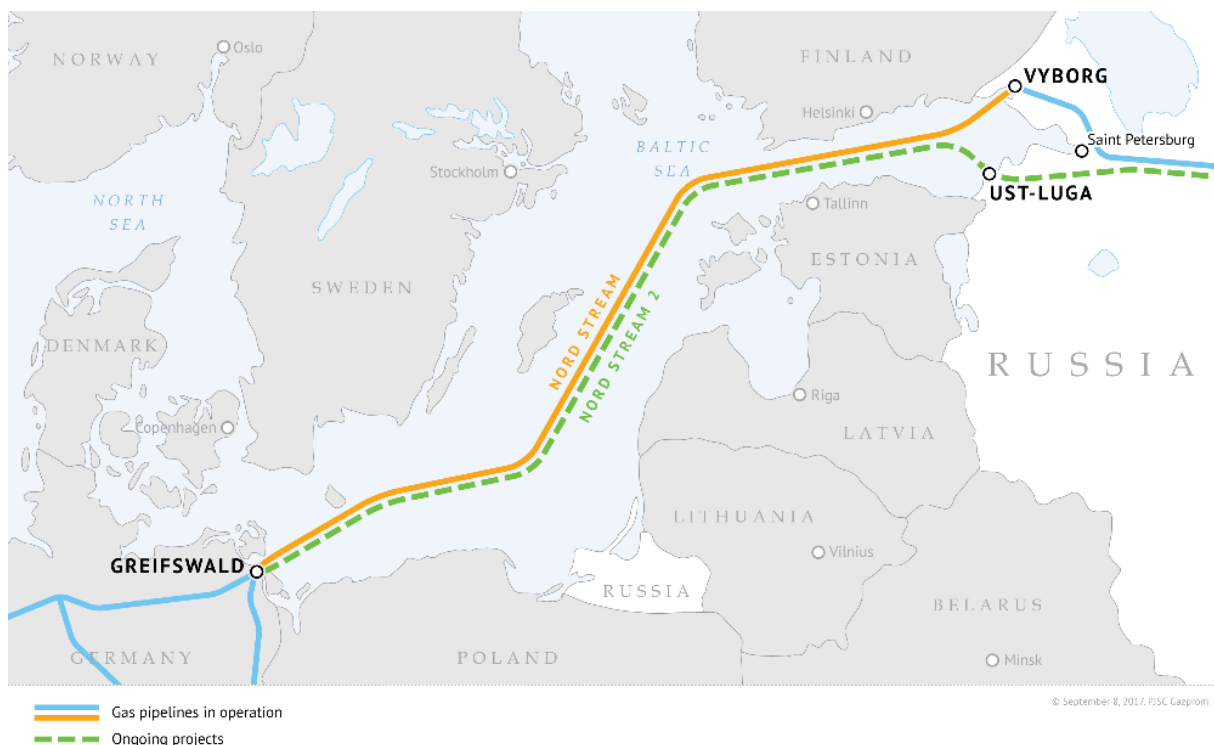 NORWAY
Oslo
FINLAND
VYBORG
Helsinki
Saint Petersburg
BALTIC
SEA
Stockholm
UST-LUGA
NORTH
SEA
Tallinn
ESTONIA
SWEDEN
NORD STREAM
NORD STREAM 2
DENMARK
RUSSIA
Riga
Copenhagen
LATVIA
LITHUANIA
Vilnius
GREIFSWALD
RUSSIA
BELARUS
GERMANY
POLAND
Minsk
© September 8, 2017, PJSC Gazprom
Gas pipelines in operation
Ongoing projects